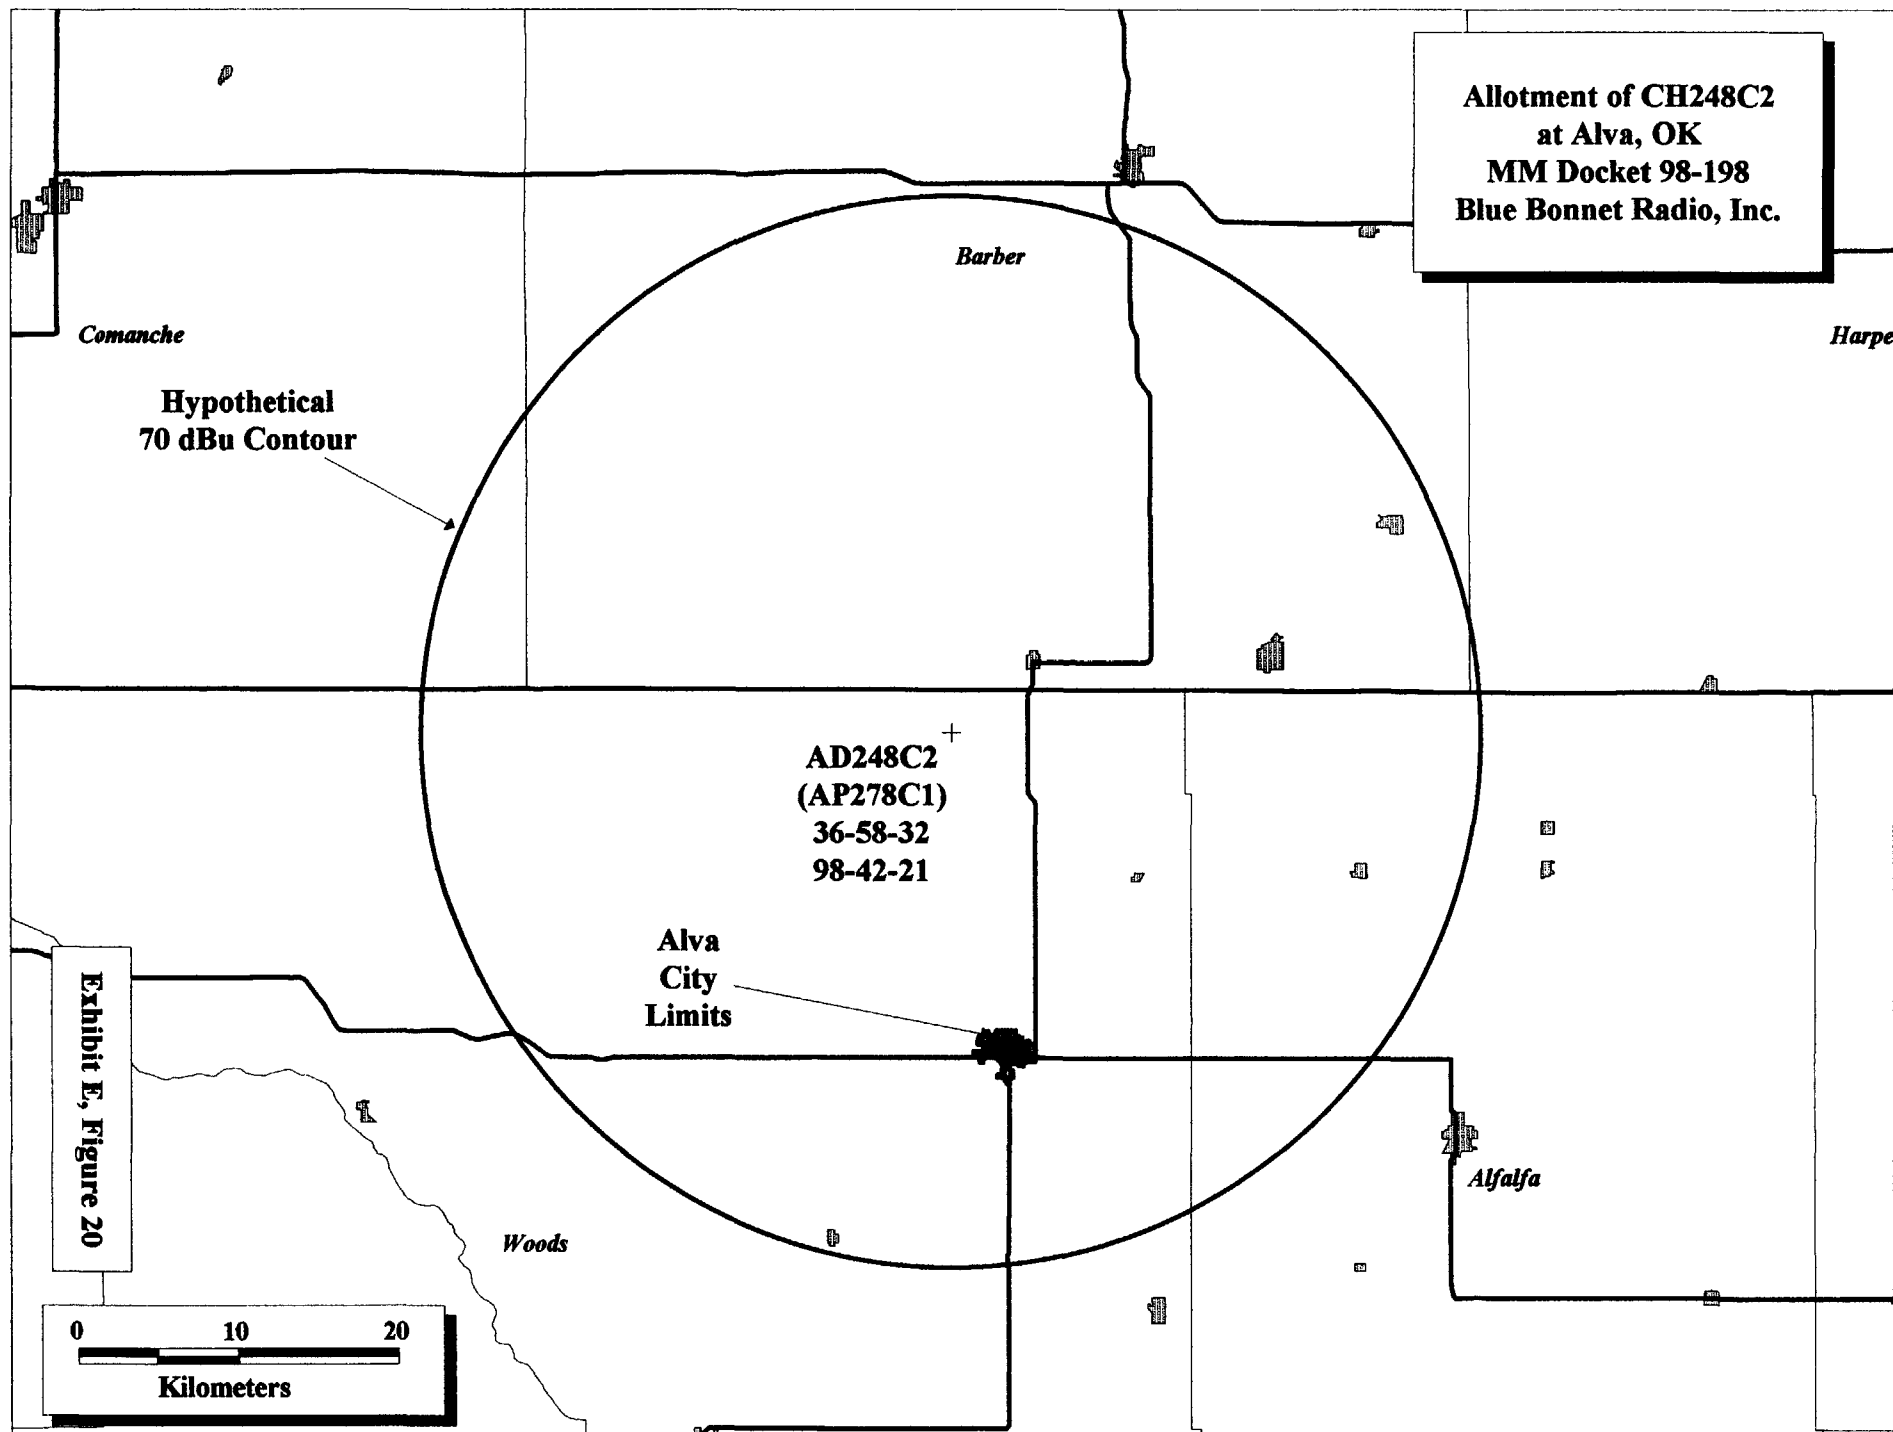 Allotment of CH248C2
at Alva, OK
MM Docket 98-198
Blue Bonnet Radio, Inc.
Barber
Comanche
Harpe
Hypothetical
70 dBu Contour
AD248C2
(AP278C1)
36-58-32
98-42-21
Alva
City
Limits
Exhibit E, Figure 20
Alfalfa
Woods
0 10 20
Kilometers